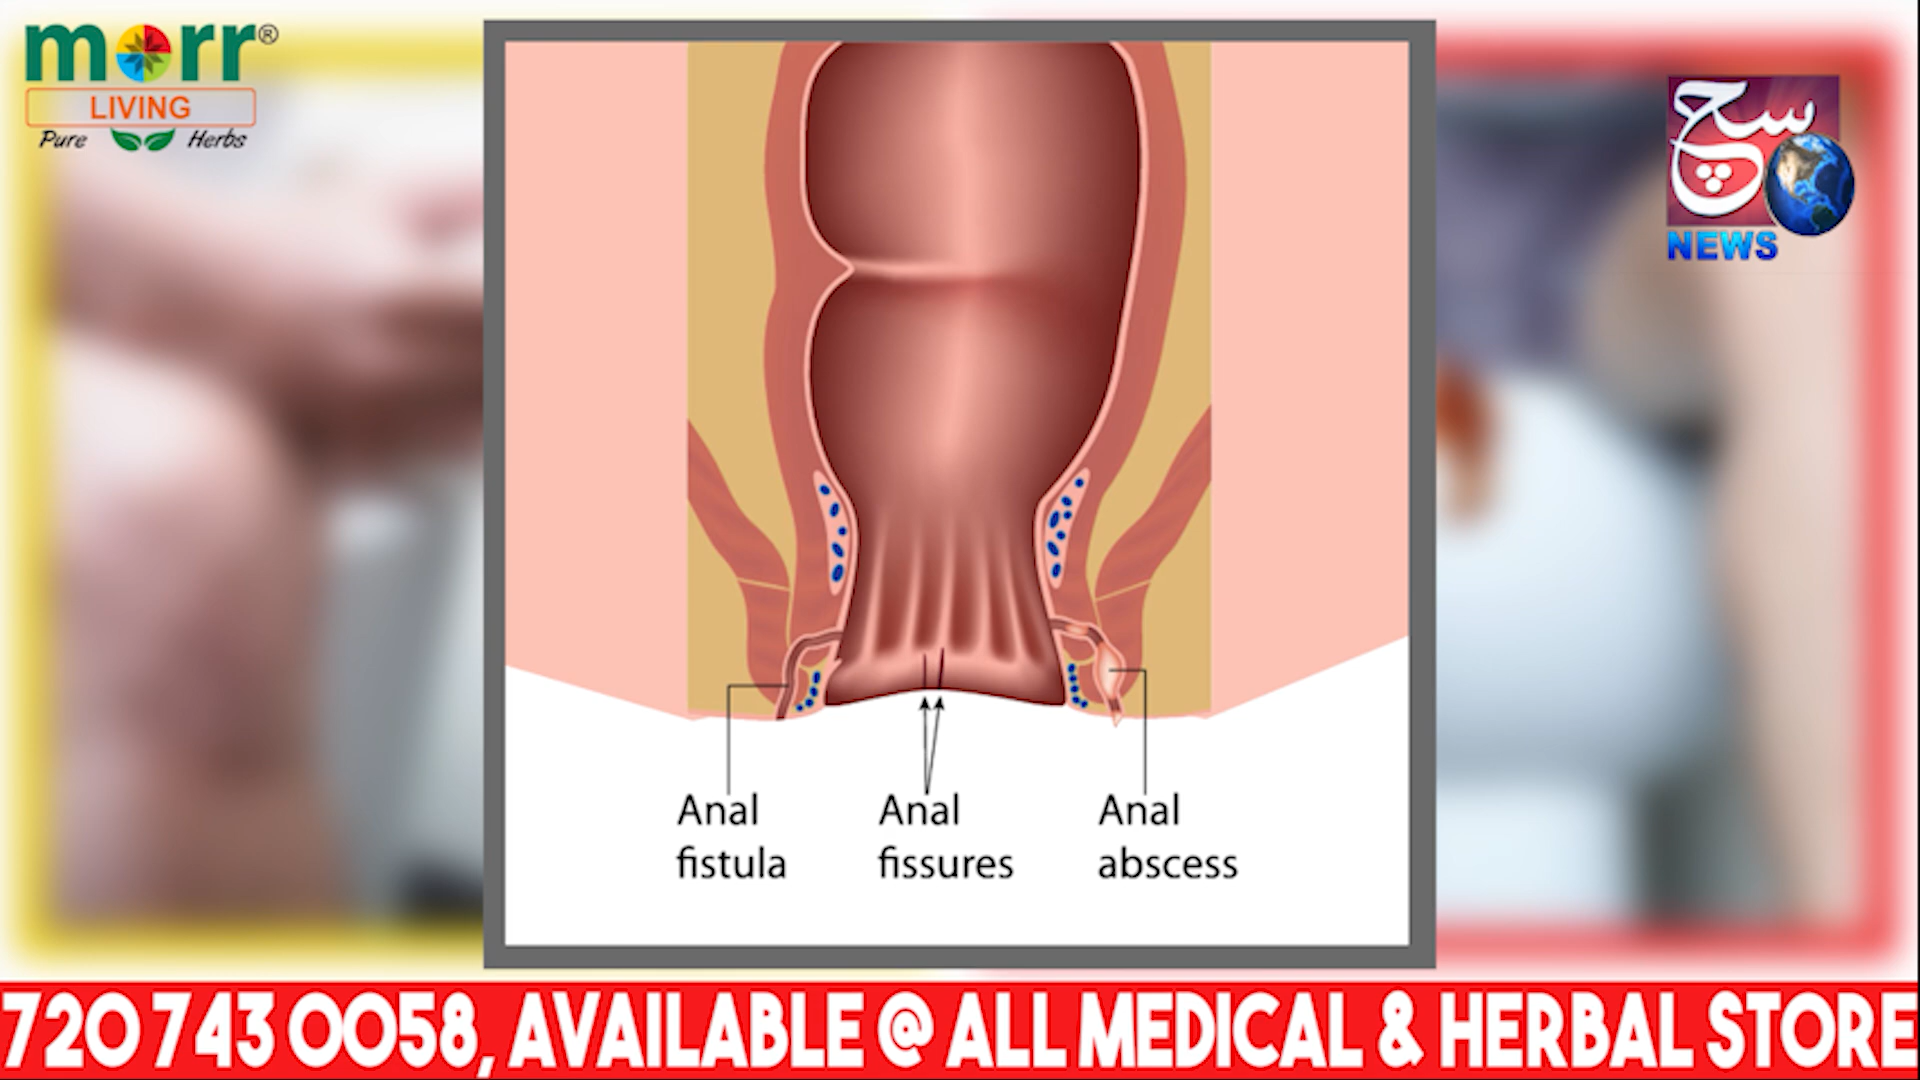 morr®
LIVING
Pure Herbs
سچ
NEWS
Anal
fistula
Anal
fissures
Anal
abscess
720 743 0058, AVAILABLE @ ALL MEDICAL & HERBAL STORE